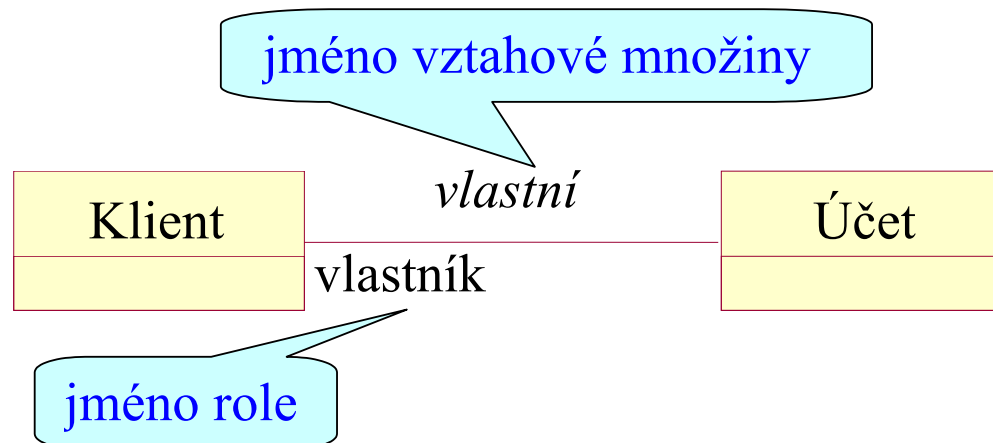 jméno vztahové množiny
vlastní
Klient
Účet
vlastník
jméno role